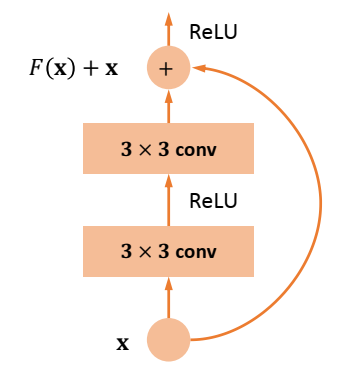 ReLU
F(𝐱) + 𝐱
+
3 × 3 conv
ReLU
3 × 3 conv
𝐱